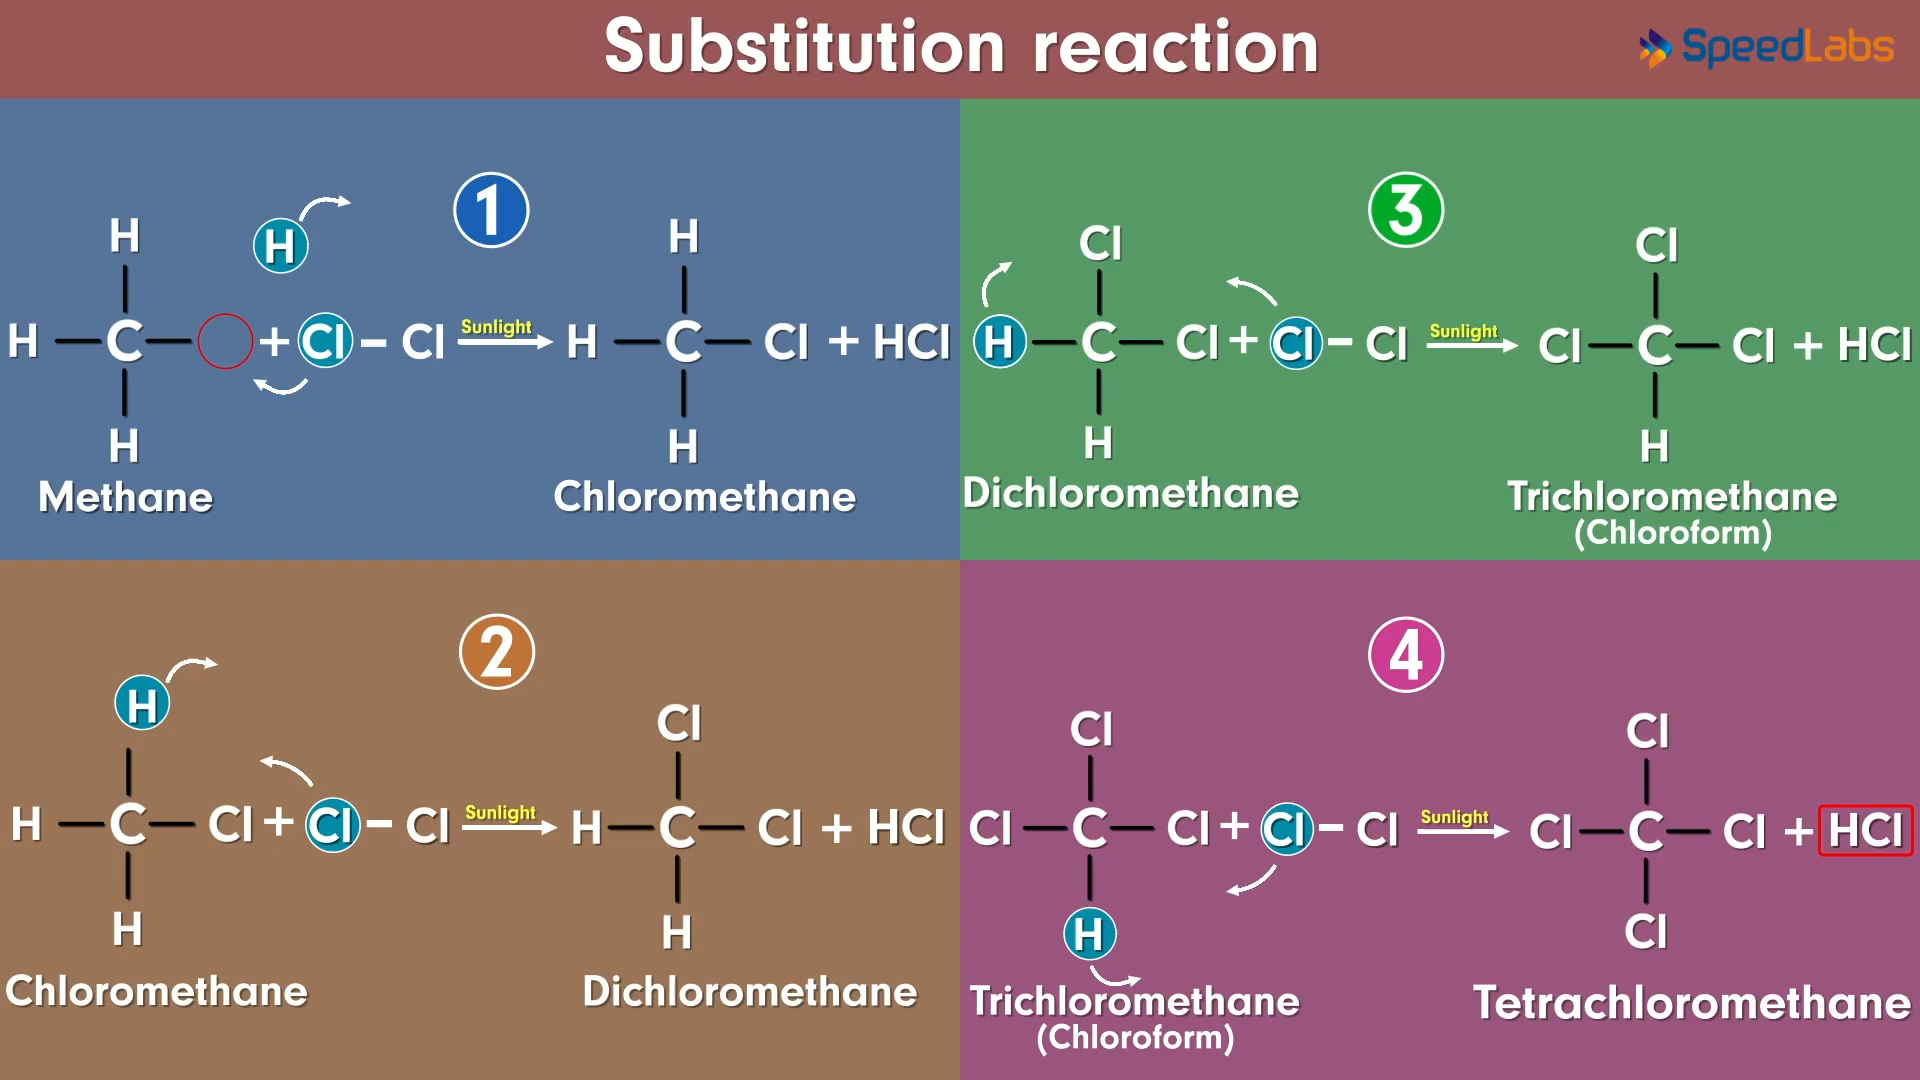 Substitution reaction
SpeedLabs
1
H
H
H — C — + Cl – Cl Sunlight H — C — Cl + HCl
H
H
H
Methane
Chloromethane
3
Cl
Cl
H — C — Cl + Cl – Cl Sunlight Cl — C — Cl + HCl
H
H
Dichloromethane
Trichloromethane
(Chloroform)
2
H
Cl
H — C — Cl + Cl – Cl Sunlight H — C — Cl + HCl
H
H
Chloromethane
Dichloromethane
4
Cl
Cl
Cl — C — Cl + Cl – Cl Sunlight Cl — C — Cl + HCl
H
Cl
Trichloromethane
(Chloroform)
Tetrachloromethane